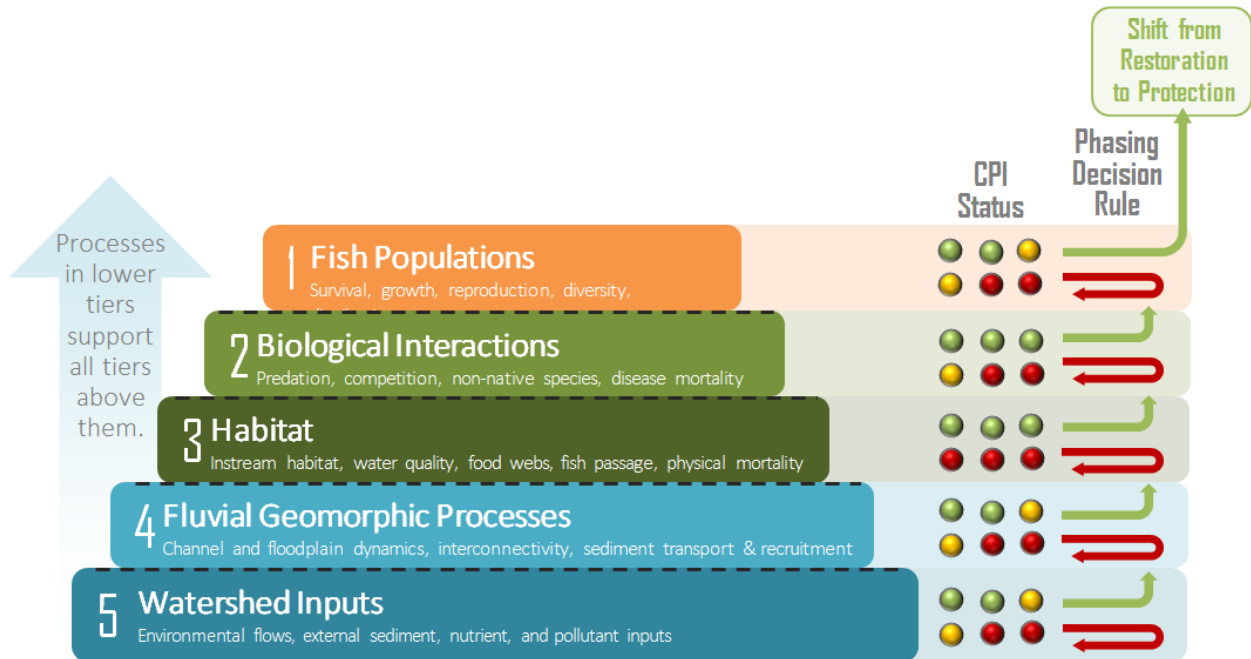 Shift from
Restoration
to Protection
Phasing
Decision
Rule
CPI
Status
Processes
in lower
tiers
support
all tiers
above
them.
1 Fish Populations
Survival, growth, reproduction, diversity,
2 Biological Interactions
Predation, competition, non-native species, disease mortality
3 Habitat
Instream habitat, water quality, food webs, fish passage, physical mortality
4 Fluvial Geomorphic Processes
Channel and floodplain dynamics, interconnectivity, sediment transport & recruitment
5 Watershed Inputs
Environmental flows, external sediment, nutrient, and pollutant inputs